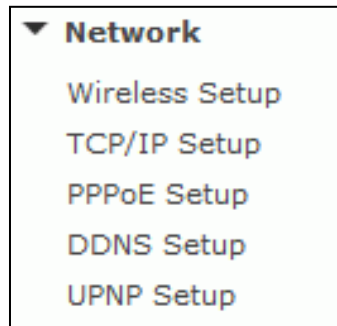 Network
Wireless Setup
TCP/IP Setup
PPPoE Setup
DDNS Setup
UPNP Setup